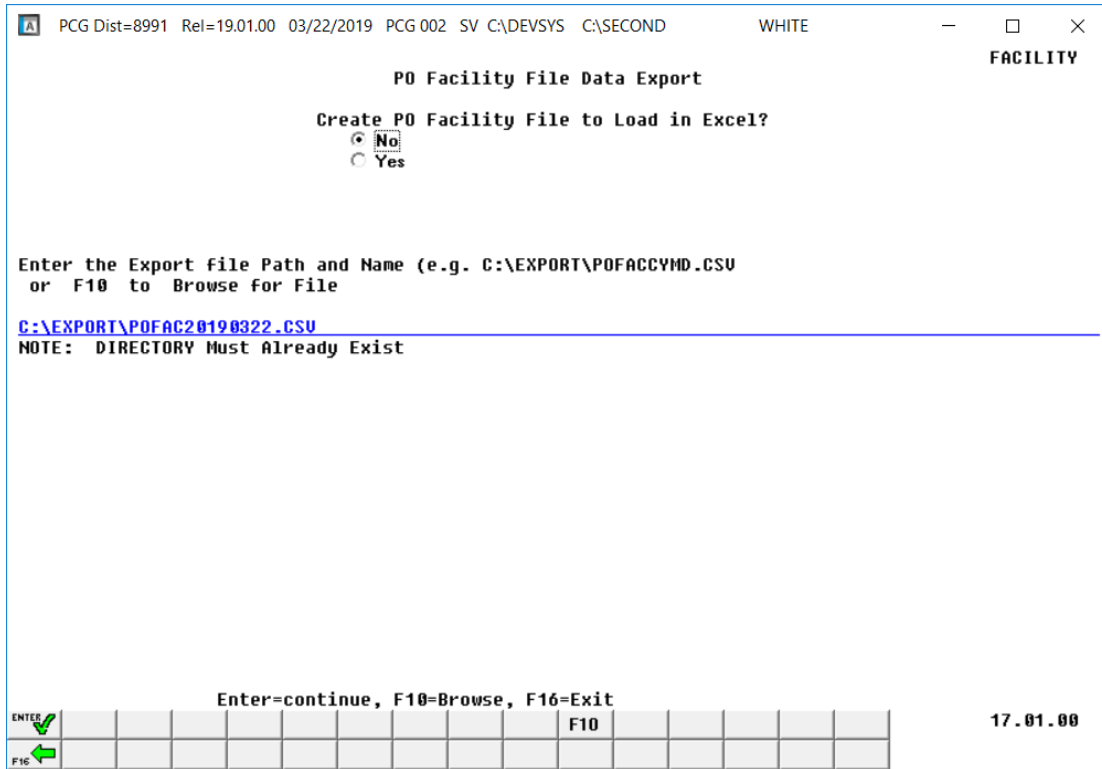 PCG Dist=8991 Rel=19.01.00 03/22/2019 PCG 002 SV C:\DEVSYS C:\SECOND WHITE
FACILITY
PO Facility File Data Export
Create PO Facility File to Load in Excel?
No
Yes
Enter the Export file Path and Name (e.g. C:\EXPORT\POFACCYMD.CSV
or F10 to Browse for File
C:\EXPORT\POFAC20190322.CSV
NOTE: DIRECTORY Must Already Exist
Enter=continue, F10=Browse, F16=Exit
ENTER F10 17.01.00
F16